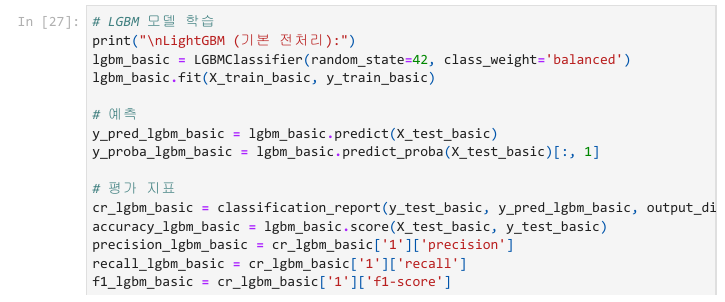 In [27]:
# LGBM 모델 학습
print("\nLightGBM (기본 전처리):")
lgbm_basic = LGBMClassifier(random_state=42, class_weight='balanced')
lgbm_basic.fit(X_train_basic, y_train_basic)
# 예측
y_pred_lgbm_basic = lgbm_basic.predict(X_test_basic)
y_proba_lgbm_basic = lgbm_basic.predict_proba(X_test_basic)[:, 1]
# 평가 지표
cr_lgbm_basic = classification_report(y_test_basic, y_pred_lgbm_basic, output_di
accuracy_lgbm_basic = lgbm_basic.score(X_test_basic, y_test_basic)
precision_lgbm_basic = cr_lgbm_basic['1']['precision']
recall_lgbm_basic = cr_lgbm_basic['1']['recall']
f1_lgbm_basic = cr_lgbm_basic['1']['f1-score']